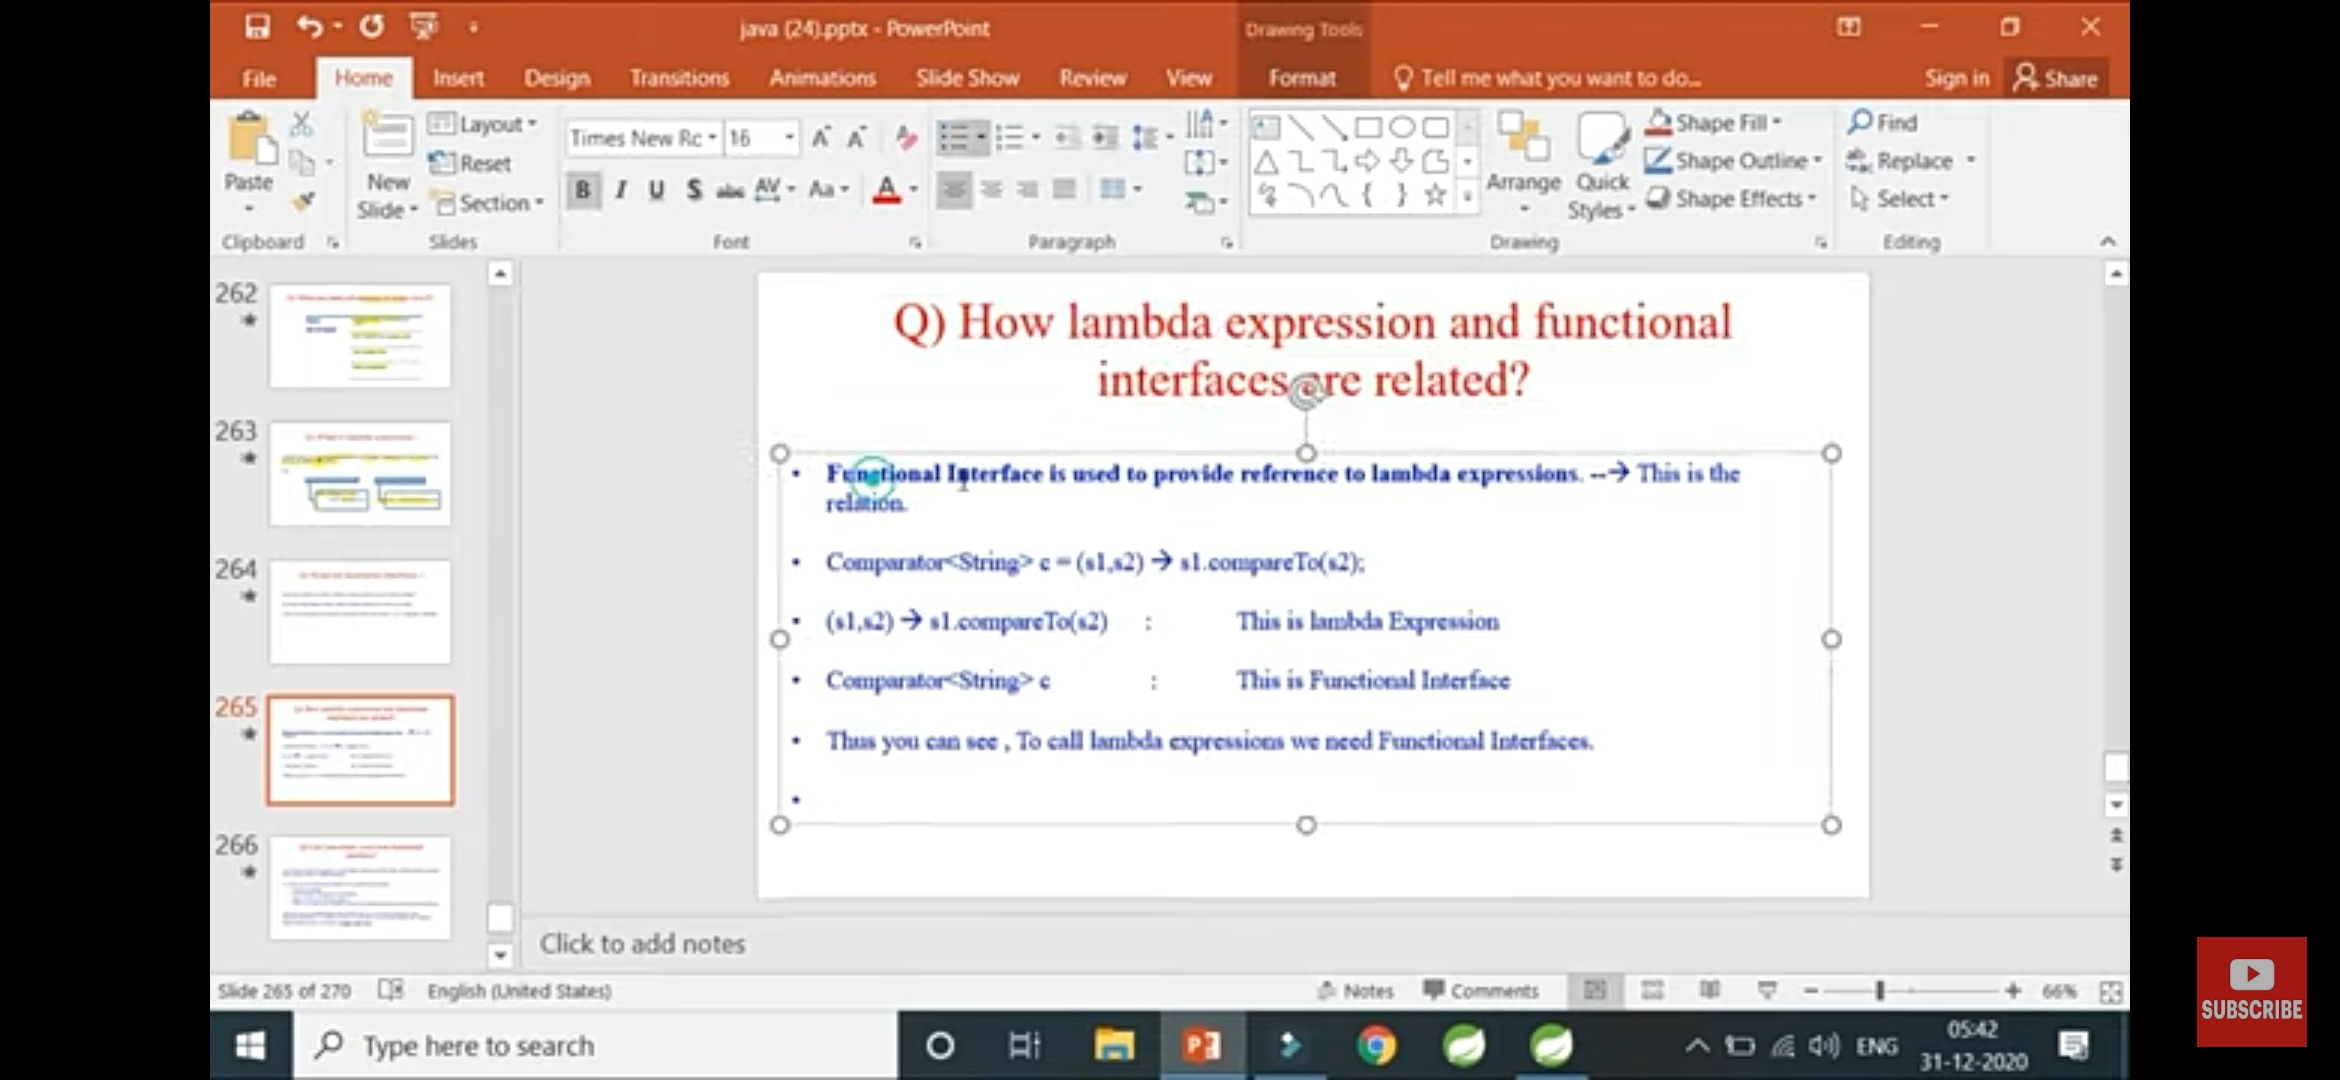 java (24).pptx - PowerPoint
Drawing Tools
File
Home
Insert
Design
Transitions
Animations
Slide Show
Review
View
Format
Tell me what you want to do...
Sign in
Share
Paste
Clipboard
New
Slide
Layout
Reset
Section
Slides
Times New Rc
16
B I U S abc AV Aa A
Font
Paragraph
Arrange
Quick
Styles
Shape Fill
Shape Outline
Shape Effects
Drawing
Find
Replace
Select
Editing
262
263
264
265
266
Q) How lambda expression and functional
interfaces are related?
• Functional Interface is used to provide reference to lambda expressions. --→ This is the
relation.
• Comparator<String> c = (s1,s2) → s1.compareTo(s2);
• (s1,s2) → s1.compareTo(s2) : This is lambda Expression
• Comparator<String> c : This is Functional Interface
• Thus you can see , To call lambda expressions we need Functional Interfaces.
•
Click to add notes
Slide 265 of 270
English (United States)
Notes
Comments
66%
Type here to search
ENG
05:42
31-12-2020
SUBSCRIBE